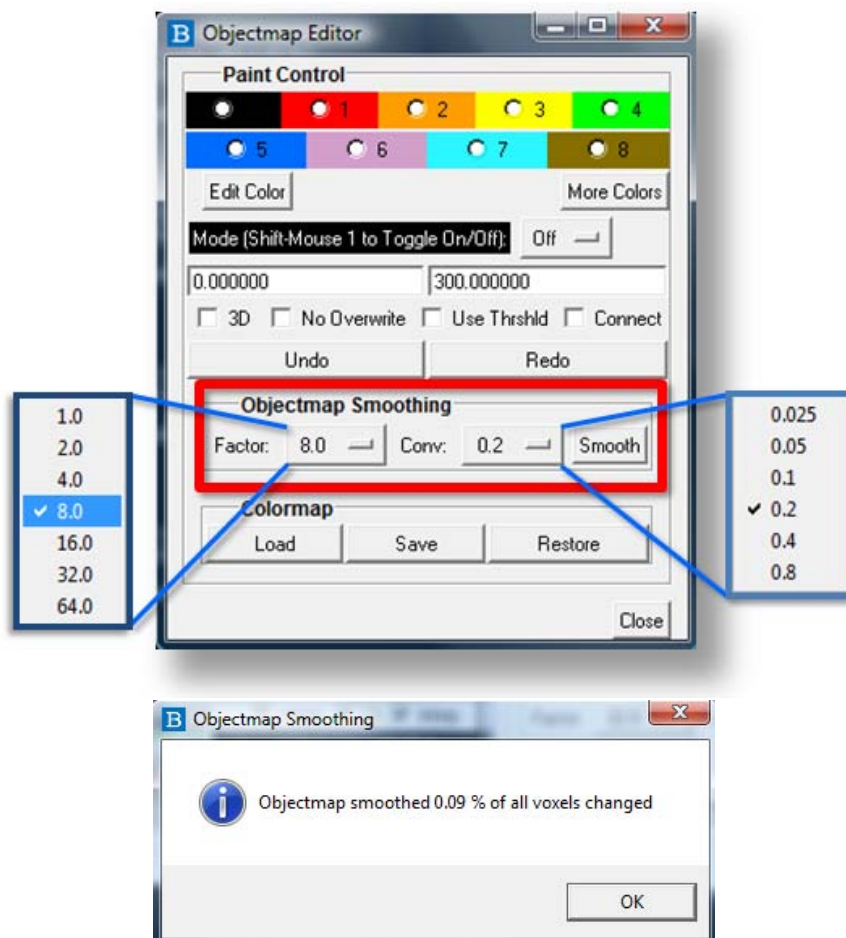 B Objectmap Editor
Paint Control
1 2 3 4
5 6 7 8
Edit Color More Colors
Mode (Shift-Mouse 1 to Toggle On/Off): Off
0.000000 300.000000
3D No Overwrite Use Thrshld Connect
Undo Redo
Objectmap Smoothing
Factor: 8.0 Conv: 0.2 Smooth
Colormap
Load Save Restore
Close
1.0
2.0
4.0
8.0
16.0
32.0
64.0
0.025
0.05
0.1
0.2
0.4
0.8
B Objectmap Smoothing
Objectmap smoothed 0.09 % of all voxels changed
OK